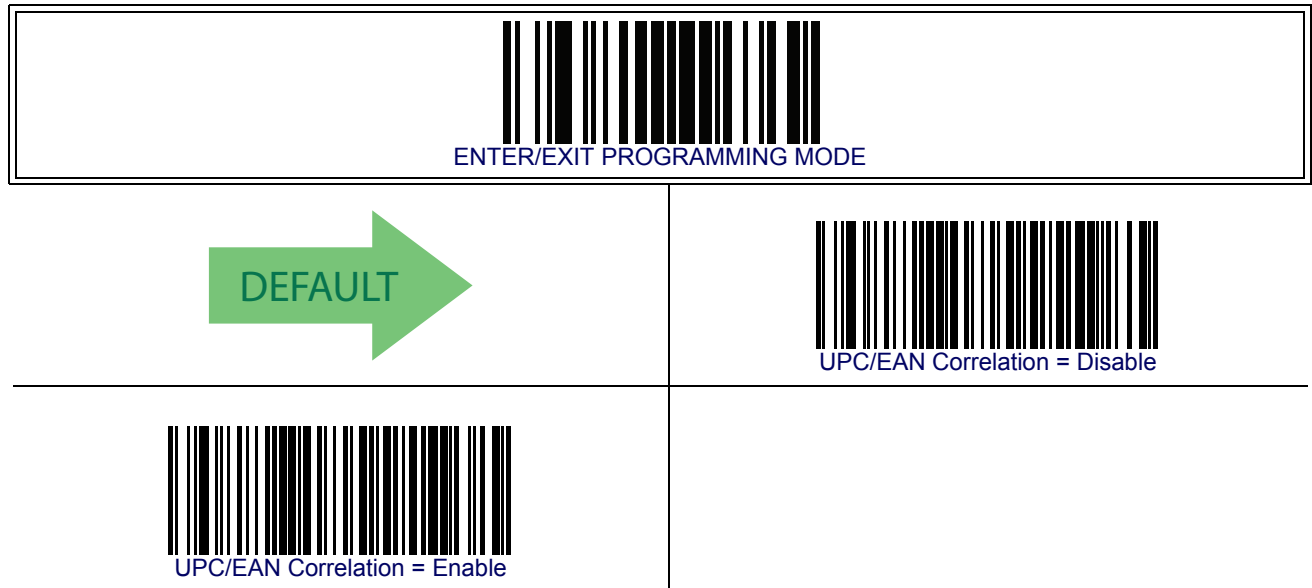 ENTER/EXIT PROGRAMMING MODE
DEFAULT
UPC/EAN Correlation = Disable
UPC/EAN Correlation = Enable